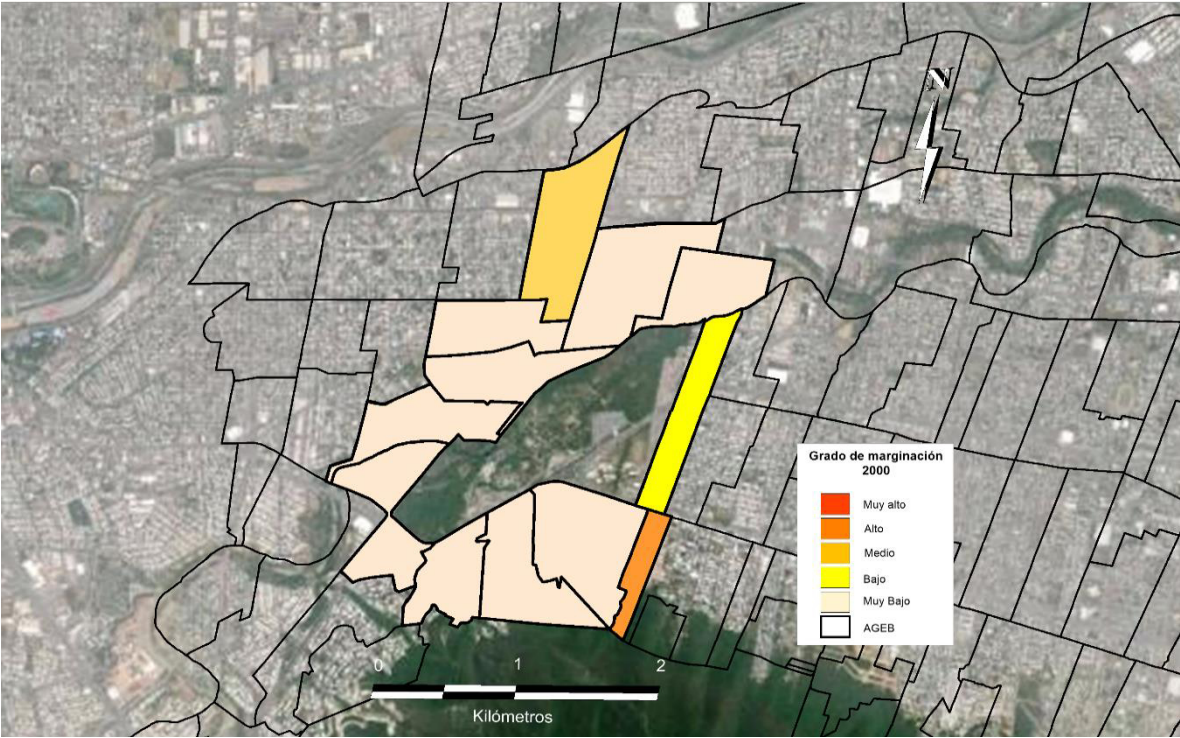 N
Grado de marginación
2000
Muy alto
Alto
Medio
Bajo
Muy Bajo
AGEB
0 1 2
Kilómetros